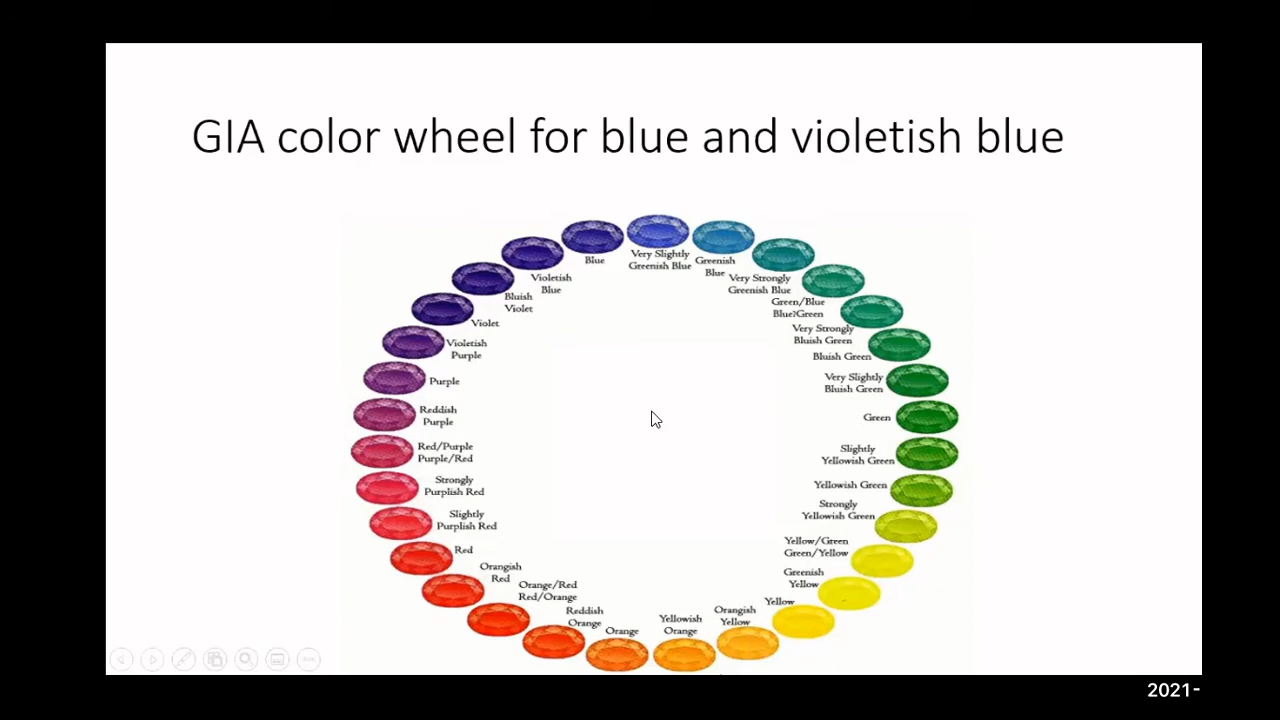 GIA color wheel for blue and violetish blue
Blue
Very Slightly
Greenish Blue
Greenish
Blue
Very Strongly
Greenish Blue
Green/Blue
Blue?Green
Very Strongly
Bluish Green
Bluish Green
Very Slightly
Bluish Green
Green
Slightly
Yellowish Green
Yellowish Green
Strongly
Yellowish Green
Yellow/Green
Green/Yellow
Greenish
Yellow
Yellow
Orangish
Yellow
Yellowish
Orange
Orange
Reddish
Orange
Orange/Red
Red/Orange
Orangish
Red
Red
Slightly
Purplish Red
Strongly
Purplish Red
Red/Purple
Purple/Red
Reddish
Purple
Purple
Violetish
Purple
Violet
Bluish
Violet
Violetish
Blue
2021-